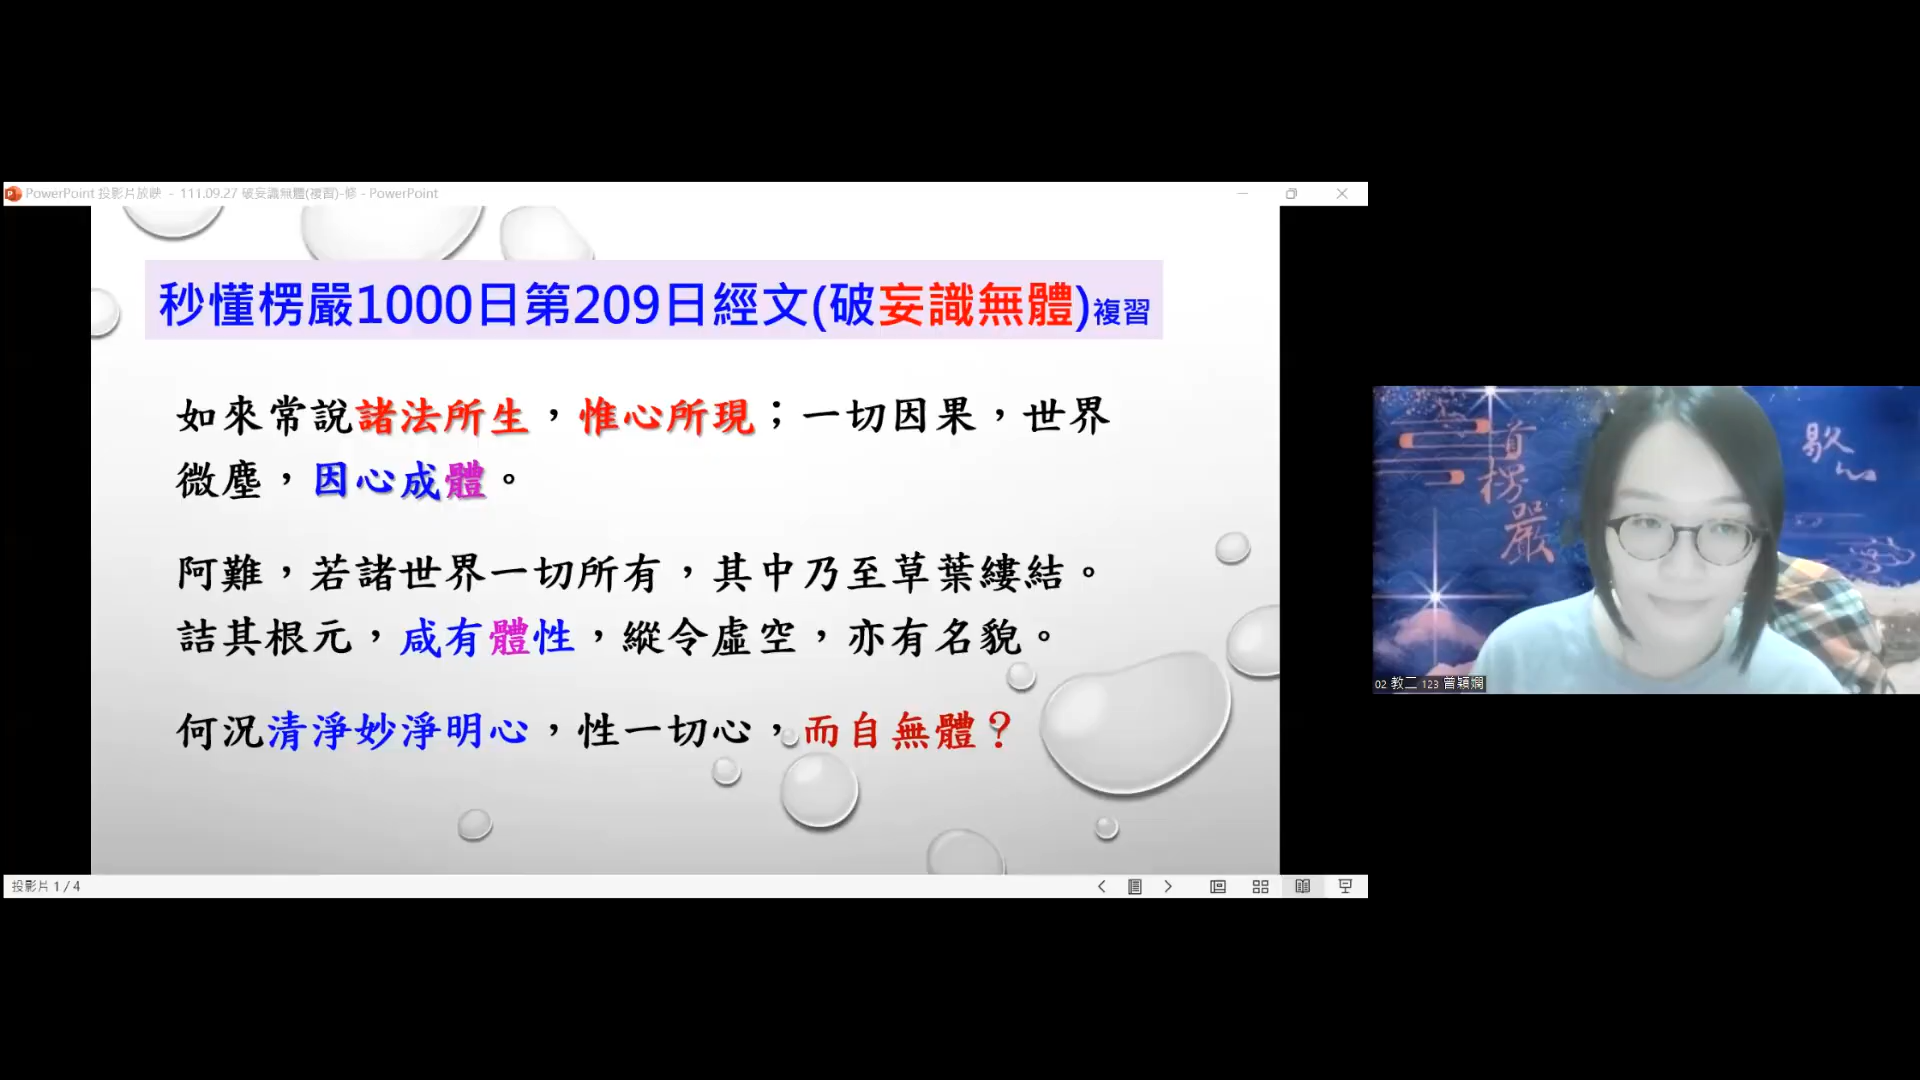 PowerPoint 投影片放映 - 111.09.27 破妄識無體(複習)-修 - PowerPoint
秒懂楞嚴1000日第209日經文(破妄識無體)複習
如來常說諸法所生，惟心所現；一切因果，世界
微塵，因心成體。
阿難，若諸世界一切所有，其中乃至草葉縷結。
詰其根元，咸有體性，縱令虛空，亦有名貌。
何況清淨妙淨明心，性一切心，而自無體？
投影片 1 / 4
首楞嚴
歇心
02 教二 123 曾穎嫻